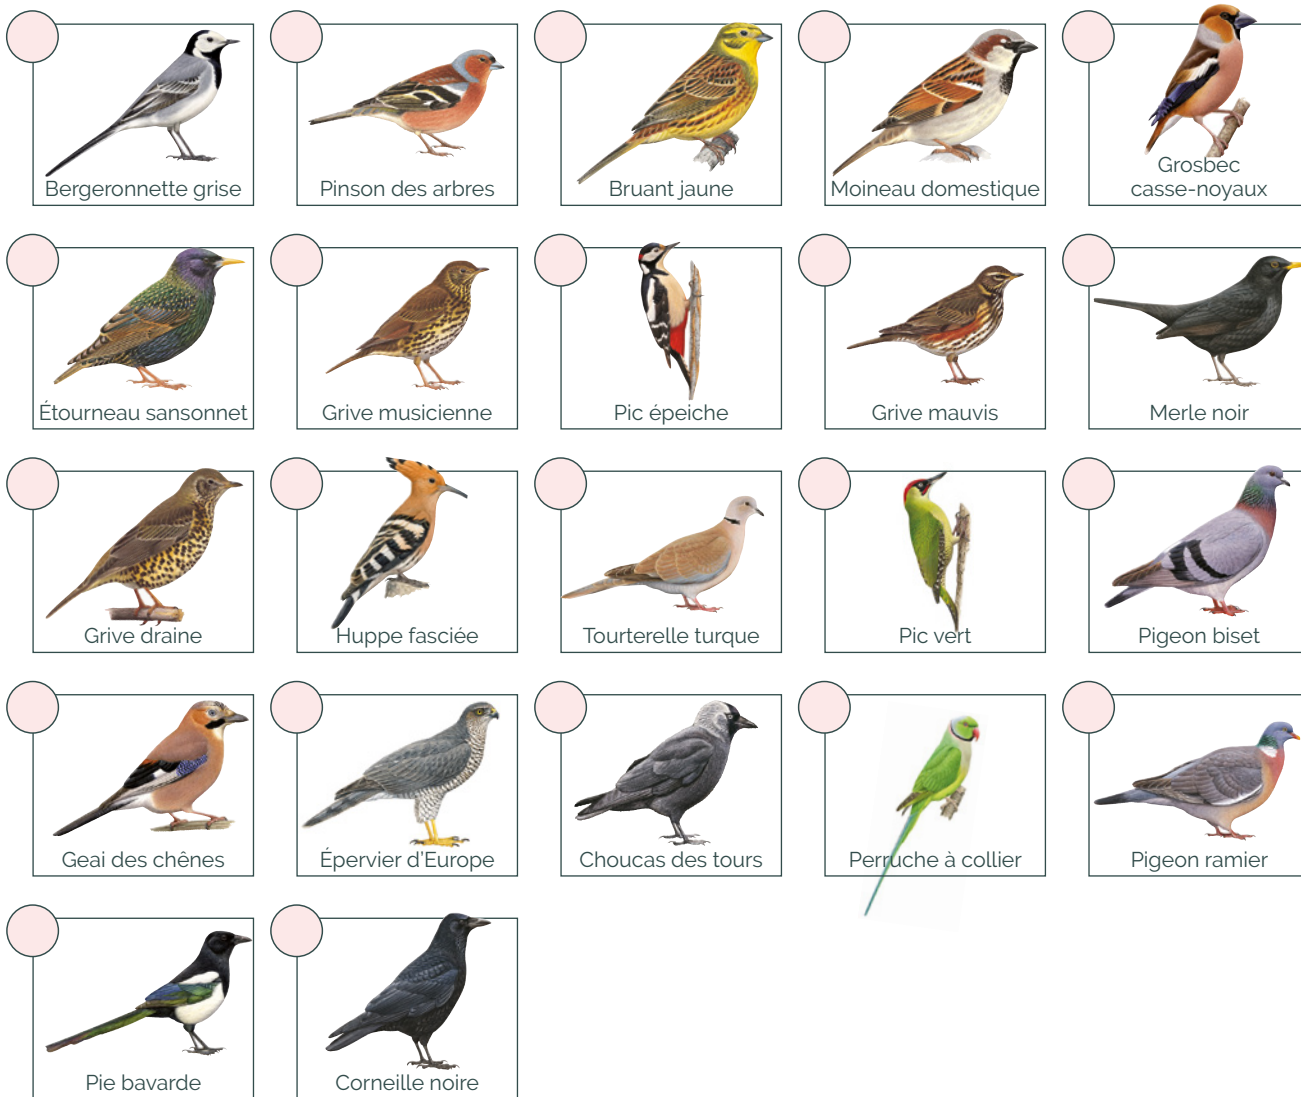 Bergeronnette grise
Pinson des arbres
Bruant jaune
Moineau domestique
Grosbec
casse-noyaux
Étourneau sansonnet
Grive musicienne
Pic épeiche
Grive mauvis
Merle noir
Grive draine
Huppe fasciée
Tourterelle turque
Pic vert
Pigeon biset
Geai des chênes
Épervier d'Europe
Choucas des tours
Perruche à collier
Pigeon ramier
Pie bavarde
Corneille noire